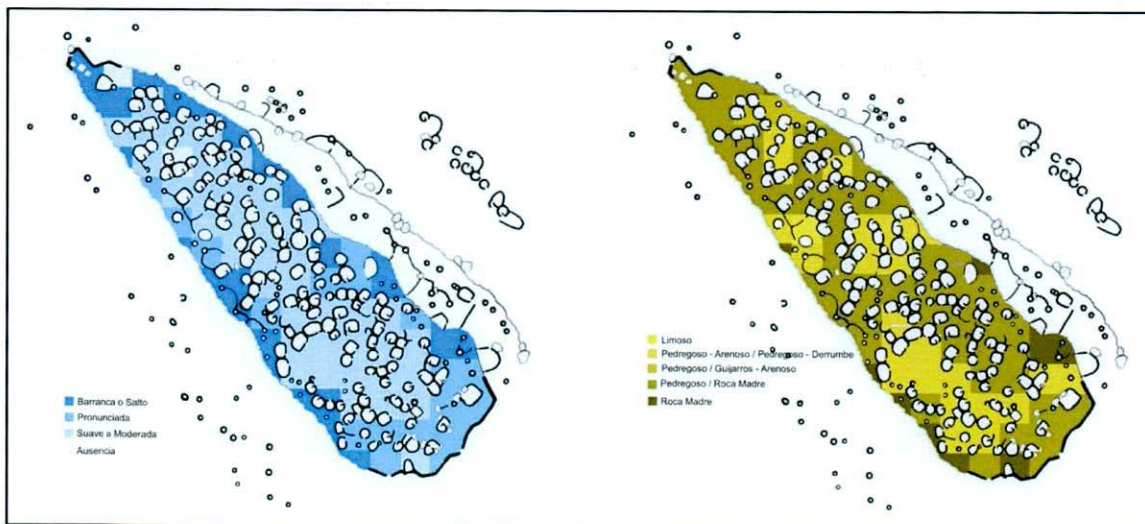 Barranca o Salto
Pronunciada
Suave a Moderada
Ausencia
Limoso
Pedregoso - Arenoso / Pedregoso - Derrumbe
Pedregoso / Guijarros - Arenoso
Pedregoso / Roca Madre
Roca Madre